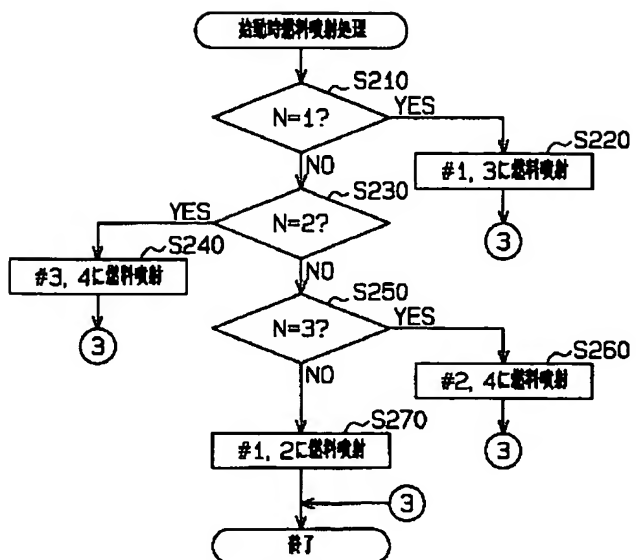 始動時燃料噴射処理
S210
N=1?
YES
NO
S220
#1, 3に燃料噴射
3
S230
N=2?
YES
NO
S240
#3, 4に燃料噴射
3
S250
N=3?
YES
NO
S260
#2, 4に燃料噴射
3
S270
#1, 2に燃料噴射
3
終了